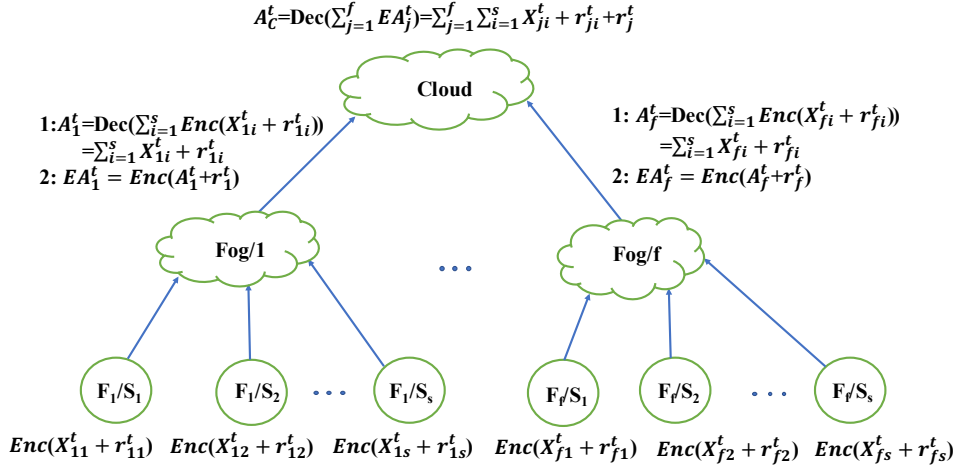 A_C^t=Dec(∑_{j=1}^f EA_j^t)=∑_{j=1}^f ∑_{i=1}^s X_{ji}^t + r_{ji}^t+r_j^t
Cloud
1:A_1^t=Dec(∑_{i=1}^s Enc(X_{1i}^t + r_{1i}^t))
=∑_{i=1}^s X_{1i}^t + r_{1i}^t
2: EA_1^t = Enc(A_1^t+r_1^t)
1: A_f^t=Dec(∑_{i=1}^s Enc(X_{fi}^t + r_{fi}^t))
=∑_{i=1}^s X_{fi}^t + r_{fi}^t
2: EA_f^t = Enc(A_f^t+r_f^t)
Fog/1
...
Fog/f
F_1/S_1
F_1/S_2
...
F_1/S_s
F_f/S_1
F_f/S_2
...
F_f/S_s
Enc(X_{11}^t + r_{11}^t)
Enc(X_{12}^t + r_{12}^t)
Enc(X_{1s}^t + r_{1s}^t)
Enc(X_{f1}^t + r_{f1}^t)
Enc(X_{f2}^t + r_{f2}^t)
Enc(X_{fs}^t + r_{fs}^t)